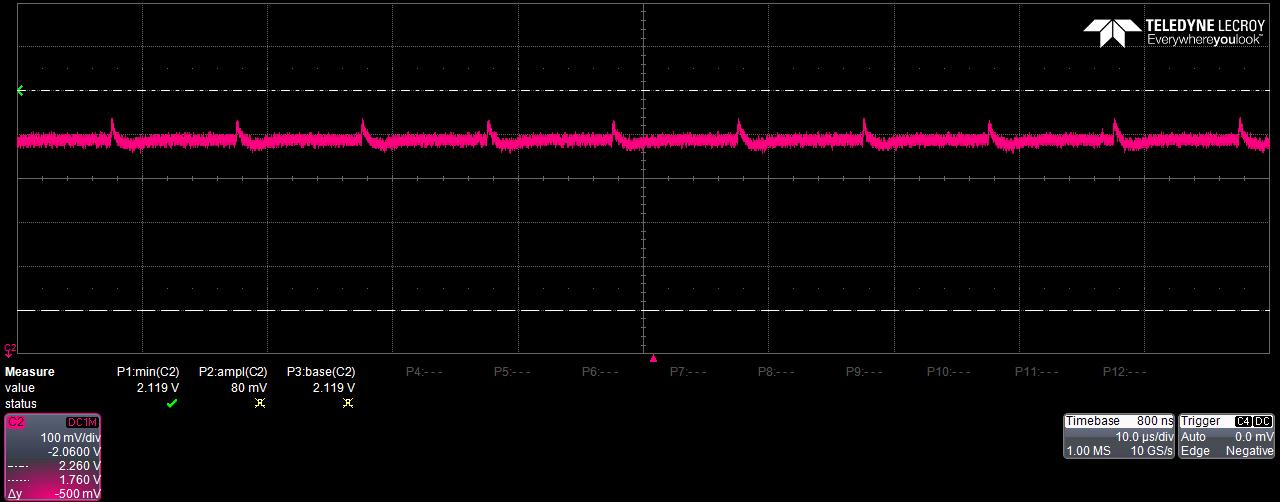 TELEDYNE LECROY
Everywhereyoulook™
C2
Measure P1:min(C2) P2:ampl(C2) P3:base(C2) P4:--- P5:--- P6:--- P7:--- P8:--- P9:--- P10:--- P11:--- P12:---
value 2.119 V 80 mV 2.119 V
status
C2 DC1M
100 mV/div
-2.0600 V
2.260 V
1.760 V
Δy -500 mV
Timebase 800 ns
10.0 µs/div
1.00 MS 10 GS/s
Trigger C4 DC
Auto 0.0 mV
Edge Negative